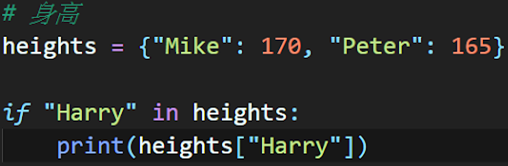 # 身高
heights = {"Mike": 170, "Peter": 165}
if "Harry" in heights:
    print(heights["Harry"])